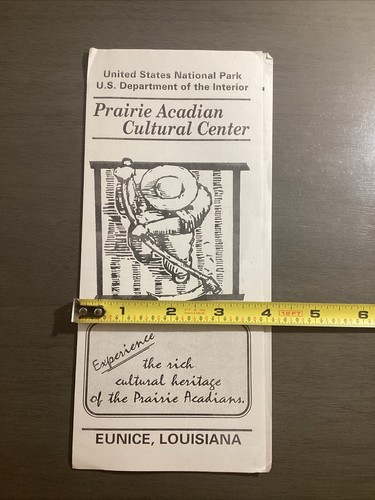 United States National Park
U.S. Department of the Interior
Prairie Acadian
Cultural Center
1 2 3 4 5 6
Experience
the rich
cultural heritage
of the Prairie Acadians.
EUNICE, LOUISIANA